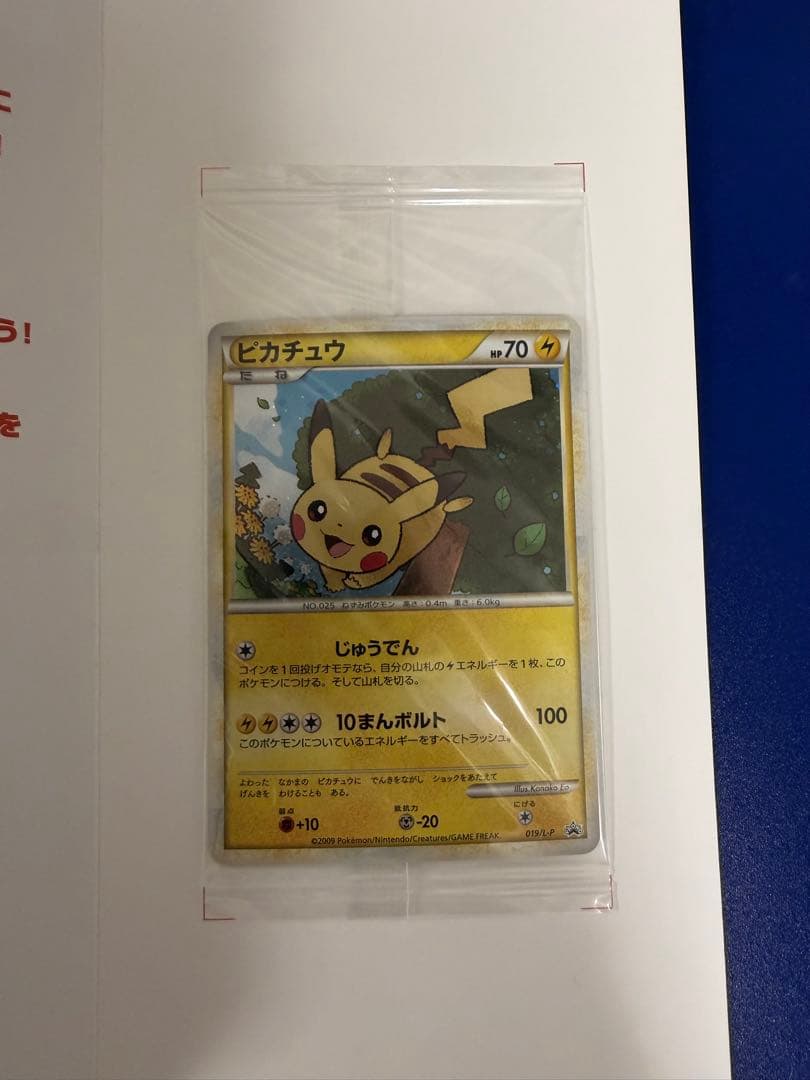 に
!
う!
を
ピカチュウ
HP70
たね
NO.025 ねずみポケモン 高さ:0.4m 重さ:6.0kg
じゅうでん
コインを1回投げオモテなら、自分の山札のエネルギーを1枚、この
ポケモンにつける。そして山札を切る。
10まんボルト 100
このポケモンについているエネルギーをすべてトラッシュ。
よわった なかまの ピカチュウに でんきをながし ショックをあたえて
げんきを わけることも ある。
Illus.Kanako Eo
弱点 抵抗力 にげる
+10 -20
©2009 Pokémon/Nintendo/Creatures/GAME FREAK.
019/L-P